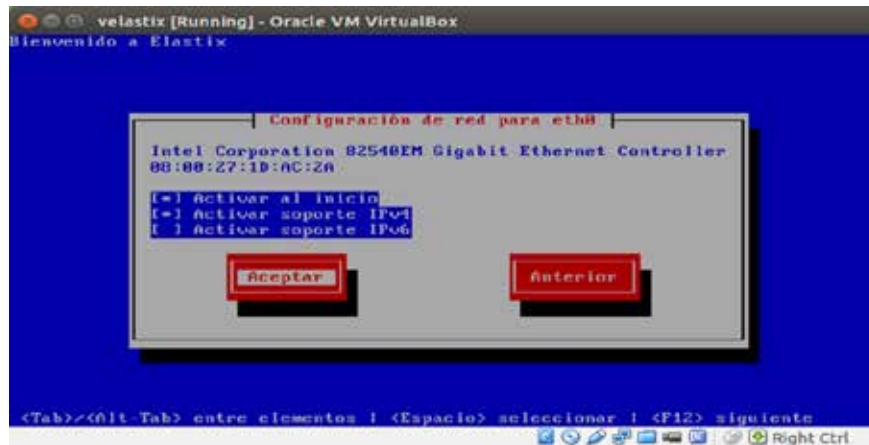 velastix [Running] - Oracle VM VirtualBox
Bienvenido a Elastix
Configuración de red para eth0
Intel Corporation 82540EM Gigabit Ethernet Controller
08:00:27:1D:AC:2A
[*] Activar al inicio
[*] Activar soporte IPv4
[ ] Activar soporte IPv6
Aceptar
Anterior
<Tab>/<Alt-Tab> entre elementos | <Espacio> seleccionar | <F12> siguiente
Right Ctrl